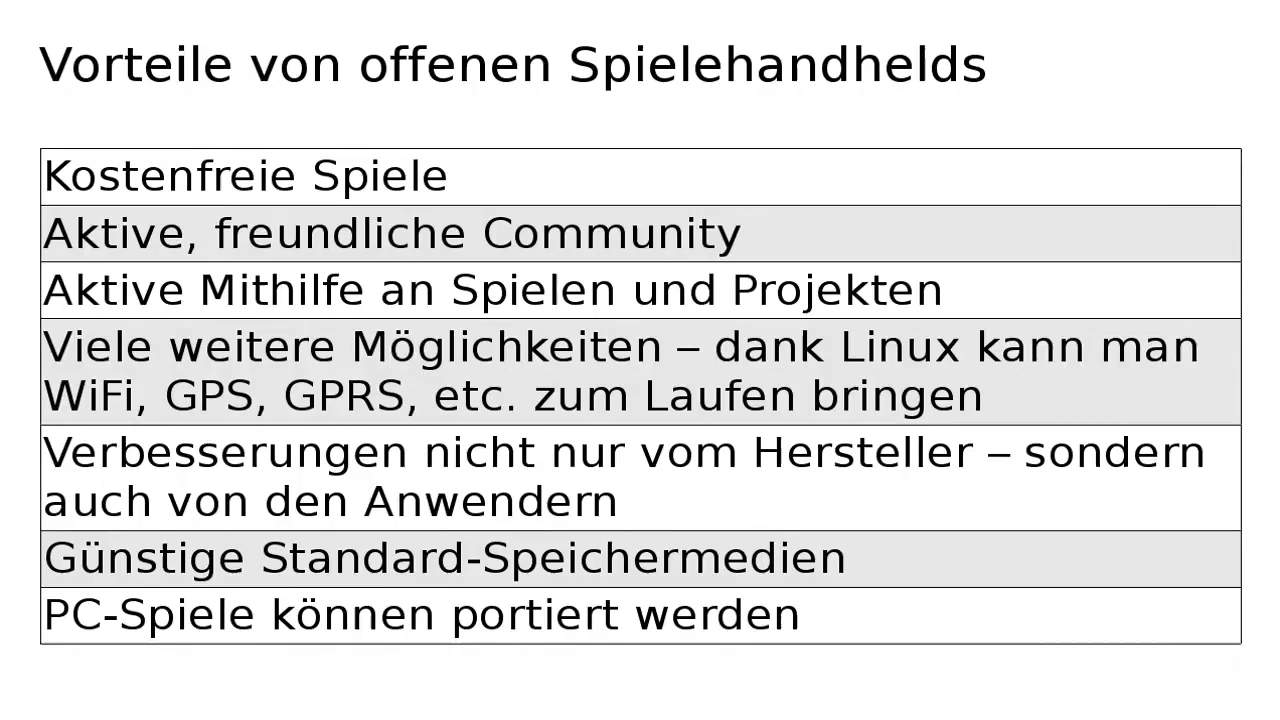 Vorteile von offenen Spielehandhelds
Kostenfreie Spiele
Aktive, freundliche Community
Aktive Mithilfe an Spielen und Projekten
Viele weitere Möglichkeiten – dank Linux kann man
WiFi, GPS, GPRS, etc. zum Laufen bringen
Verbesserungen nicht nur vom Hersteller – sondern
auch von den Anwendern
Günstige Standard-Speichermedien
PC-Spiele können portiert werden